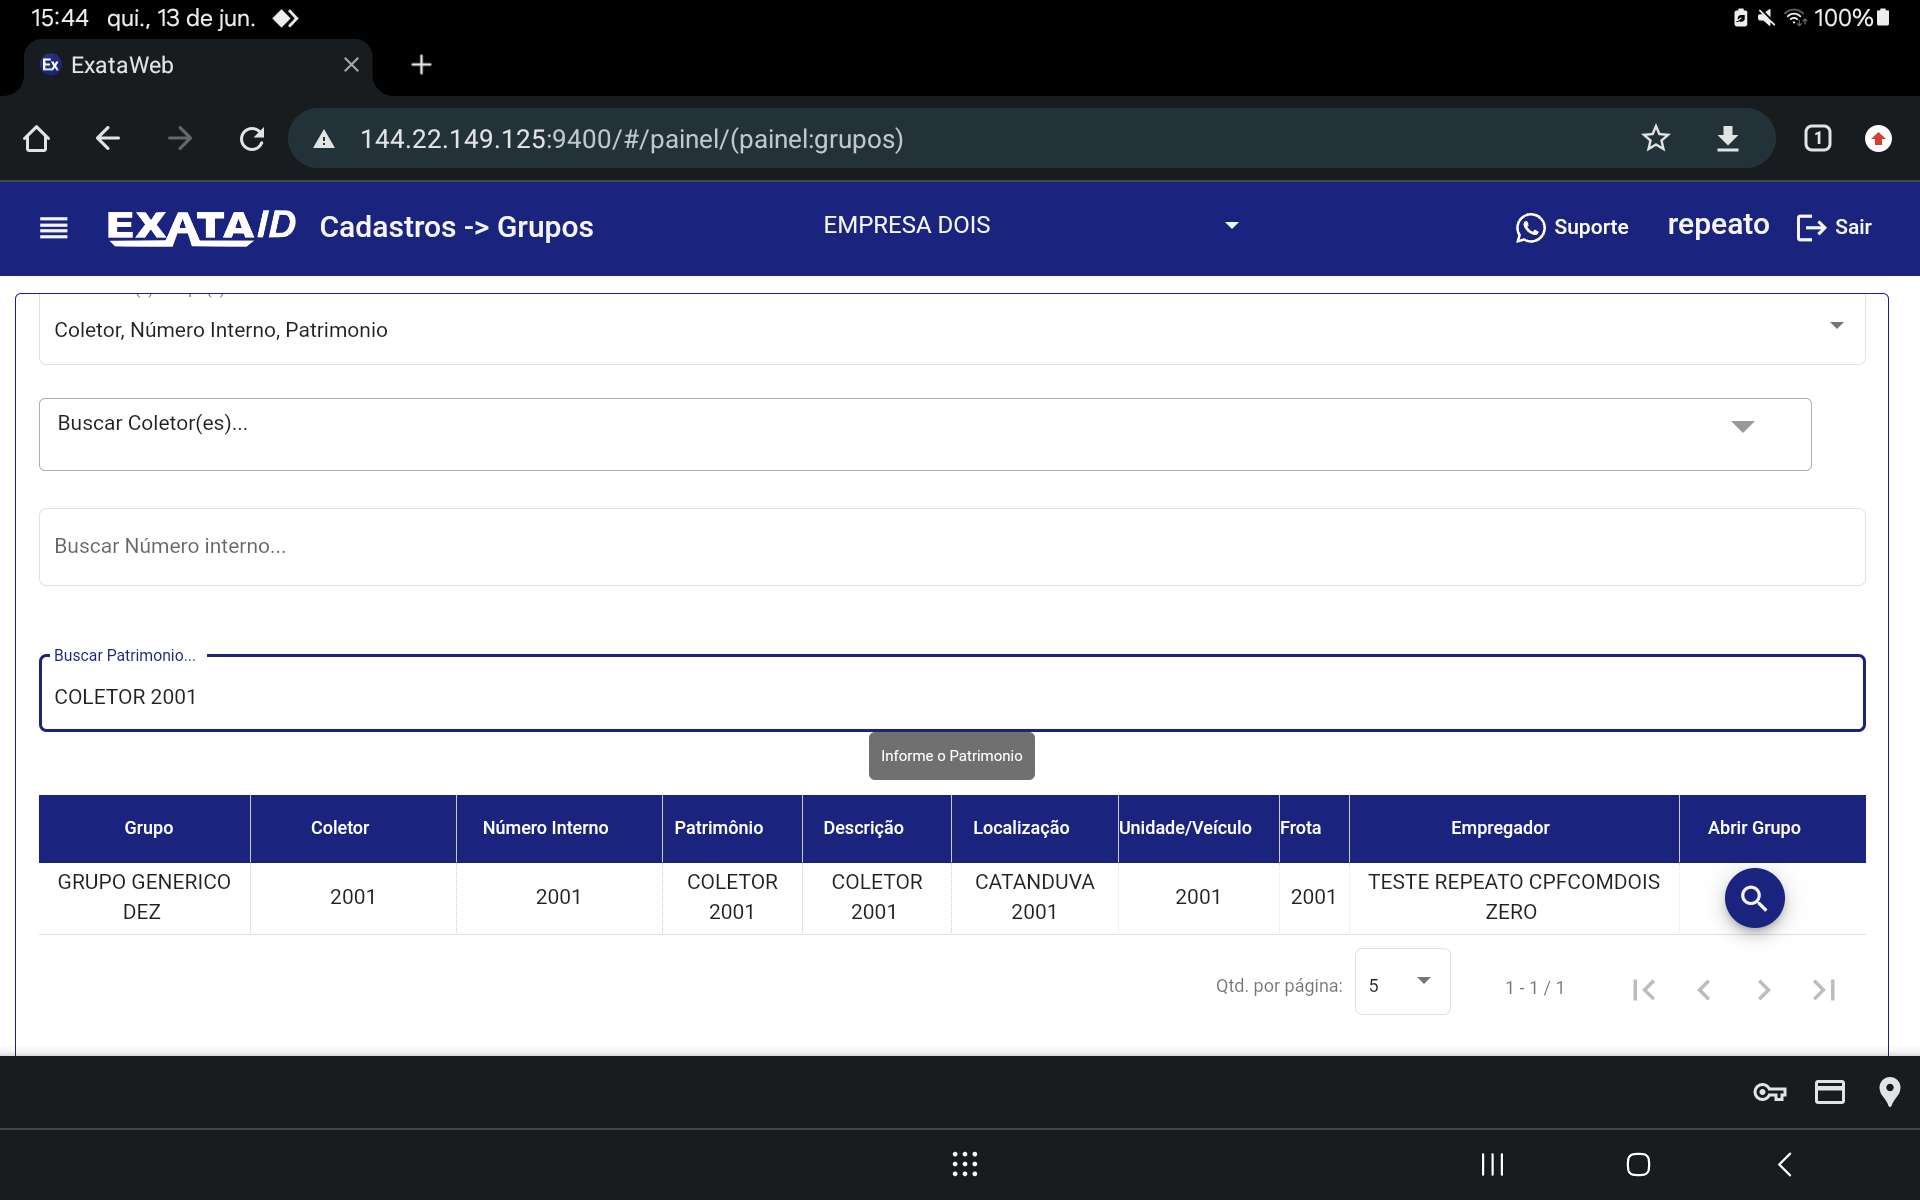 15:44 qui., 13 de jun. 100%
Ex ExataWeb
144.22.149.125:9400/#/painel/(painel:grupos) 1
EXATA/ID Cadastros -> Grupos EMPRESA DOIS Suporte repeato Sair
Coletor, Número Interno, Patrimonio
Buscar Coletor(es)...
Buscar Número interno...
Buscar Patrimonio...
COLETOR 2001
Informe o Patrimonio
Grupo Coletor Número Interno Patrimônio Descrição Localização Unidade/Veículo Frota Empregador Abrir Grupo
GRUPO GENERICO DEZ 2001 2001 COLETOR 2001 COLETOR 2001 CATANDUVA 2001 2001 2001 TESTE REPEATO CPFCOMDOIS ZERO
Qtd. por página: 5 1 - 1 / 1